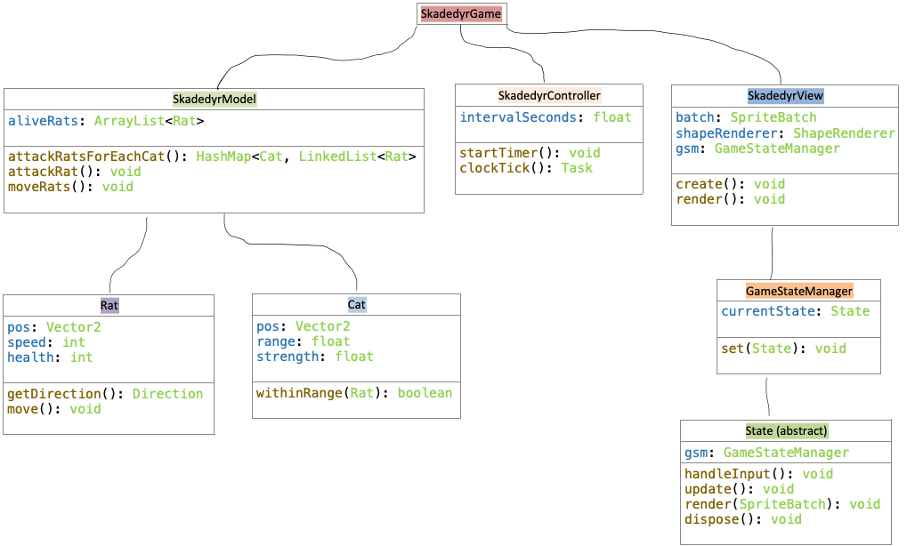 SkadedyrGame
SkadedyrModel
aliveRats: ArrayList<Rat>
attackRatsForEachCat(): HashMap<Cat, LinkedList<Rat>
attackRat(): void
moveRats(): void
SkadedyrController
intervalSeconds: float
startTimer(): void
clockTick(): Task
SkadedyrView
batch: SpriteBatch
shapeRenderer: ShapeRenderer
gsm: GameStateManager
create(): void
render(): void
Rat
pos: Vector2
speed: int
health: int
getDirection(): Direction
move(): void
Cat
pos: Vector2
range: float
strength: float
withinRange(Rat): boolean
GameStateManager
currentState: State
set(State): void
State (abstract)
gsm: GameStateManager
handleInput(): void
update(): void
render(SpriteBatch): void
dispose(): void